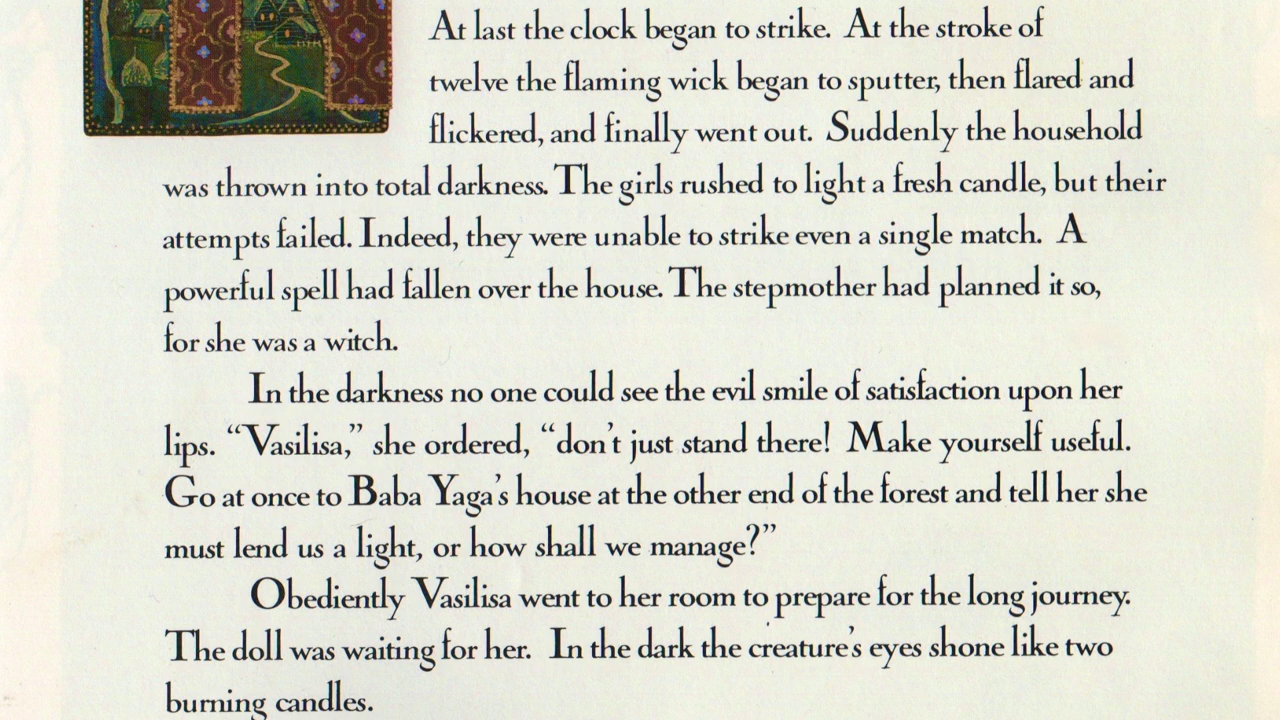 At last the clock began to strike. At the stroke of
twelve the flaming wick began to sputter, then flared and
flickered, and finally went out. Suddenly the household
was thrown into total darkness. The girls rushed to light a fresh candle, but their
attempts failed. Indeed, they were unable to strike even a single match. A
powerful spell had fallen over the house. The stepmother had planned it so,
for she was a witch.
In the darkness no one could see the evil smile of satisfaction upon her
lips. “Vasilisa,” she ordered, “don’t just stand there! Make yourself useful.
Go at once to Baba Yaga’s house at the other end of the forest and tell her she
must lend us a light, or how shall we manage?”
Obediently Vasilisa went to her room to prepare for the long journey.
The doll was waiting for her. In the dark the creature’s eyes shone like two
burning candles.